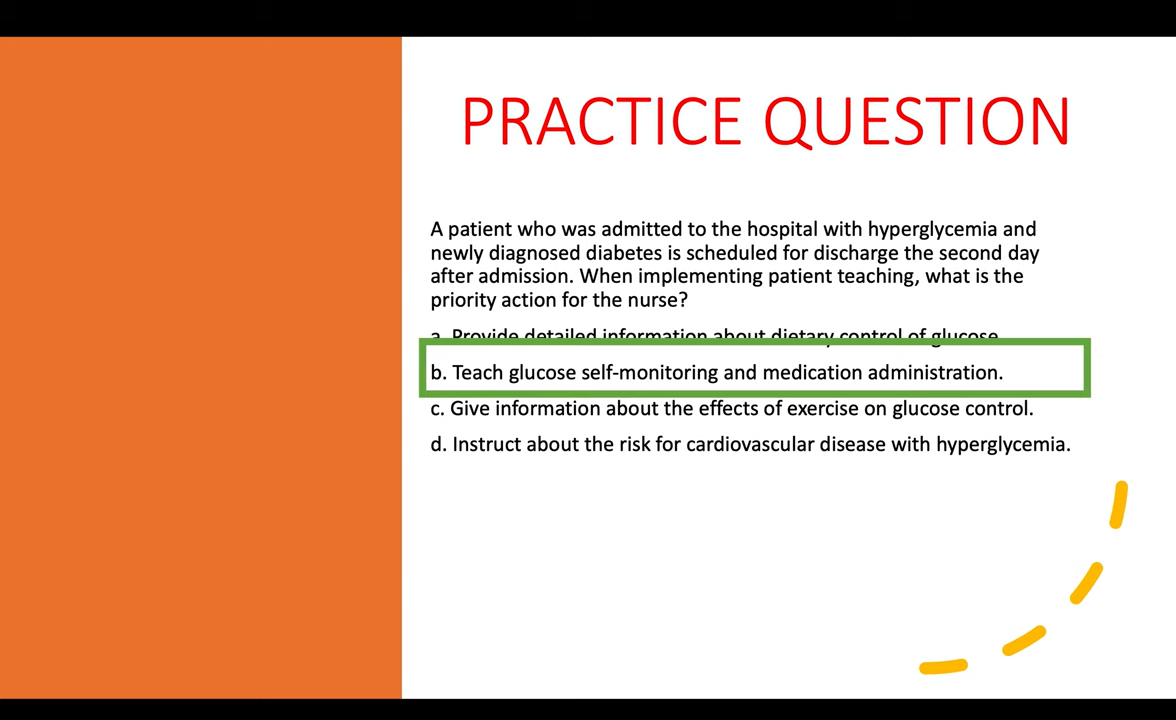 PRACTICE QUESTION
A patient who was admitted to the hospital with hyperglycemia and
newly diagnosed diabetes is scheduled for discharge the second day
after admission. When implementing patient teaching, what is the
priority action for the nurse?
a. Provide detailed information about dietary control of glucose.
b. Teach glucose self-monitoring and medication administration.
c. Give information about the effects of exercise on glucose control.
d. Instruct about the risk for cardiovascular disease with hyperglycemia.